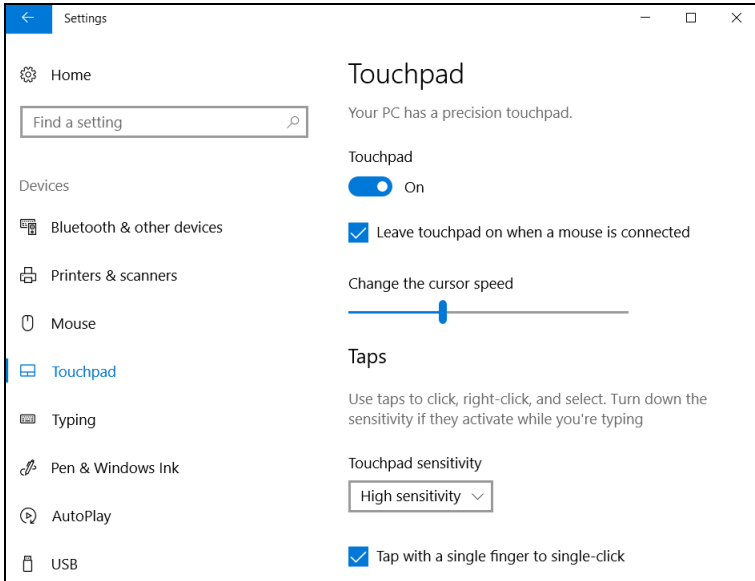 Settings
Home
Find a setting
Devices
Bluetooth & other devices
Printers & scanners
Mouse
Touchpad
Typing
Pen & Windows Ink
AutoPlay
USB
Touchpad
Your PC has a precision touchpad.
Touchpad
On
Leave touchpad on when a mouse is connected
Change the cursor speed
Taps
Use taps to click, right-click, and select. Turn down the
sensitivity if they activate while you're typing
Touchpad sensitivity
High sensitivity
Tap with a single finger to single-click